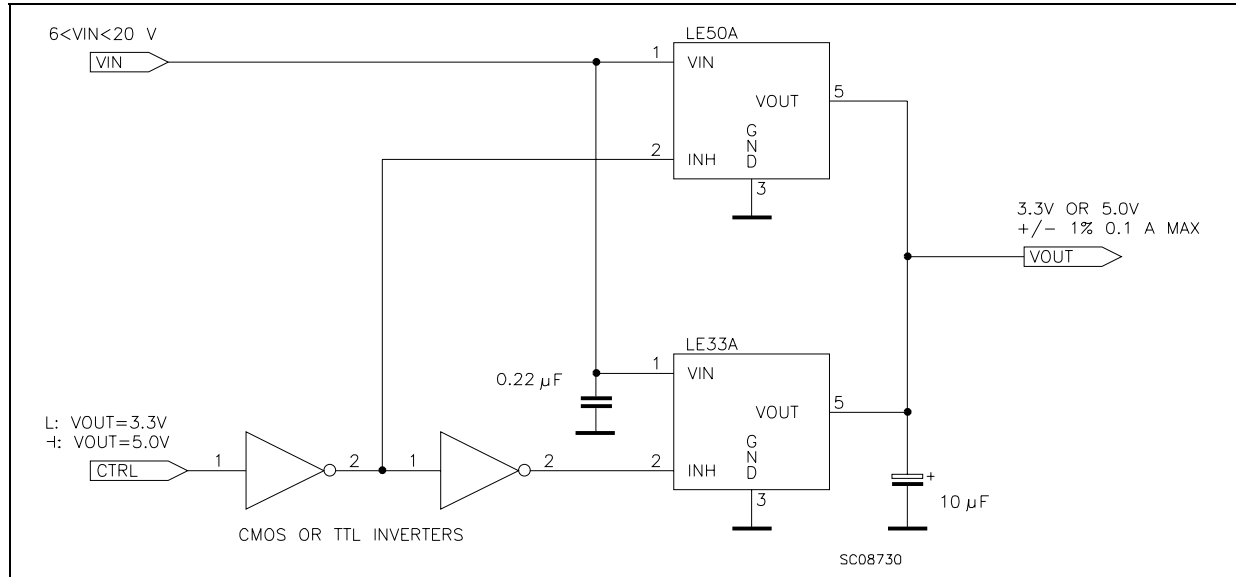 6<VIN<20 V
VIN
LE50A
1
VIN
VOUT
5
2
INH
GND
3
3.3V OR 5.0V
+/- 1% 0.1 A MAX
VOUT
LE33A
1
VIN
0.22 µF
VOUT
5
L: VOUT=3.3V
H: VOUT=5.0V
CTRL
1
2
1
2
2
INH
GND
3
+
10 µF
CMOS OR TTL INVERTERS
SC08730